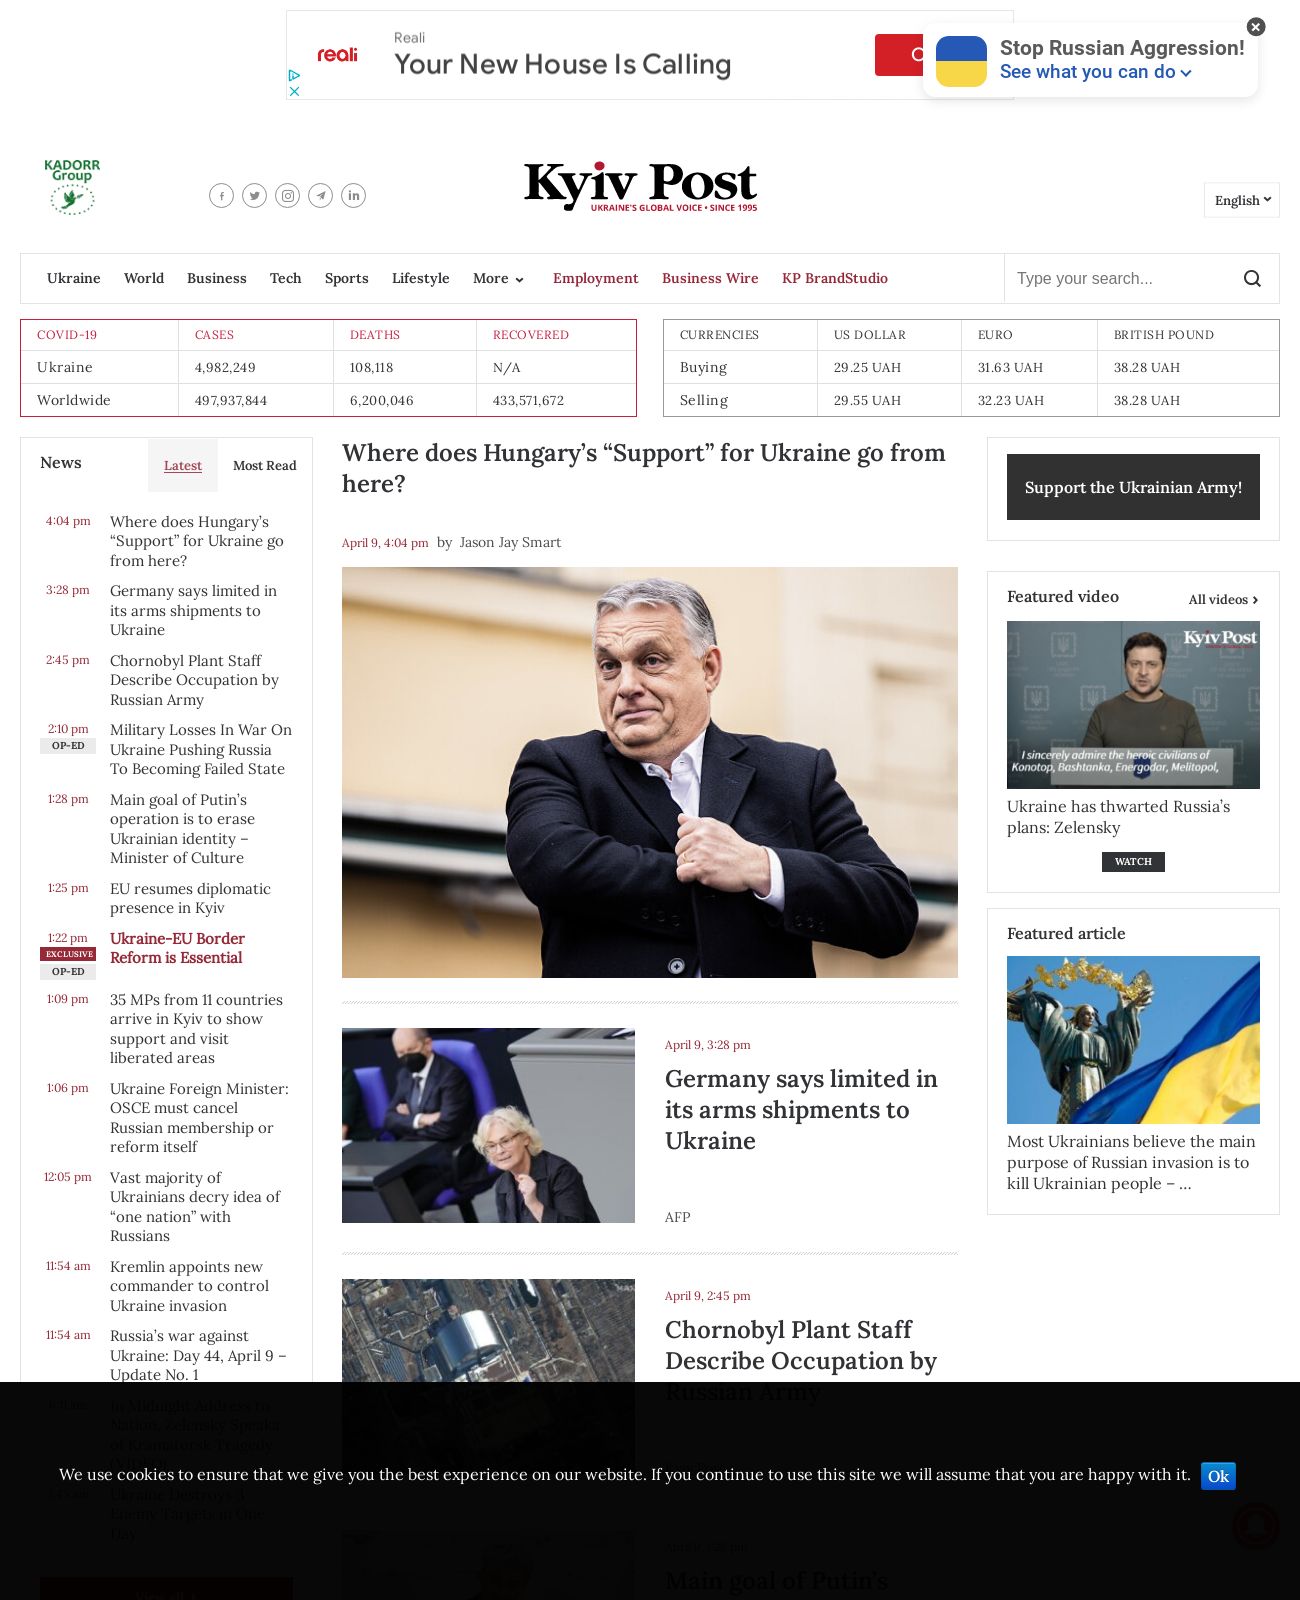 reali
Reali
Your New House Is Calling
Stop Russian Aggression!
See what you can do
KADORR
Group
Kyiv Post
UKRAINE'S GLOBAL VOICE • SINCE 1995
English
Ukraine World Business Tech Sports Lifestyle More Employment Business Wire KP BrandStudio
Type your search...
COVID-19 CASES DEATHS RECOVERED
Ukraine 4,982,249 108,118 N/A
Worldwide 497,937,844 6,200,046 433,571,672
CURRENCIES US DOLLAR EURO BRITISH POUND
Buying 29.25 UAH 31.63 UAH 38.28 UAH
Selling 29.55 UAH 32.23 UAH 38.28 UAH
News Latest Most Read
4:04 pm Where does Hungary’s
“Support” for Ukraine go
from here?
3:28 pm Germany says limited in
its arms shipments to
Ukraine
2:45 pm Chornobyl Plant Staff
Describe Occupation by
Russian Army
2:10 pm Military Losses In War On
OP-ED Ukraine Pushing Russia
To Becoming Failed State
1:28 pm Main goal of Putin’s
operation is to erase
Ukrainian identity –
Minister of Culture
1:25 pm EU resumes diplomatic
presence in Kyiv
1:22 pm Ukraine-EU Border
EXCLUSIVE Reform is Essential
OP-ED
1:09 pm 35 MPs from 11 countries
arrive in Kyiv to show
support and visit
liberated areas
1:06 pm Ukraine Foreign Minister:
OSCE must cancel
Russian membership or
reform itself
12:05 pm Vast majority of
Ukrainians decry idea of
“one nation” with
Russians
11:54 am Kremlin appoints new
commander to control
Ukraine invasion
11:54 am Russia’s war against
Ukraine: Day 44, April 9 –
Update No. 1
In Midnight Address to
Nation, Zelensky Speaks
of Kramatorsk Tragedy
Ukraine Destroys 8
Enemy Targets in One
Day
Where does Hungary’s “Support” for Ukraine go from
here?
April 9, 4:04 pm by Jason Jay Smart
April 9, 3:28 pm
Germany says limited in
its arms shipments to
Ukraine
AFP
April 9, 2:45 pm
Chornobyl Plant Staff
Describe Occupation by
Russian Army
April 9, 1:28 pm
Main goal of Putin’s
Support the Ukrainian Army!
Featured video All videos
Kyiv Post
I sincerely admire the heroic civilians of
Konotop, Bashtanka, Energodar, Melitopol,
Ukraine has thwarted Russia’s
plans: Zelensky
WATCH
Featured article
Most Ukrainians believe the main
purpose of Russian invasion is to
kill Ukrainian people – ...
We use cookies to ensure that we give you the best experience on our website. If you continue to use this site we will assume that you are happy with it. Ok